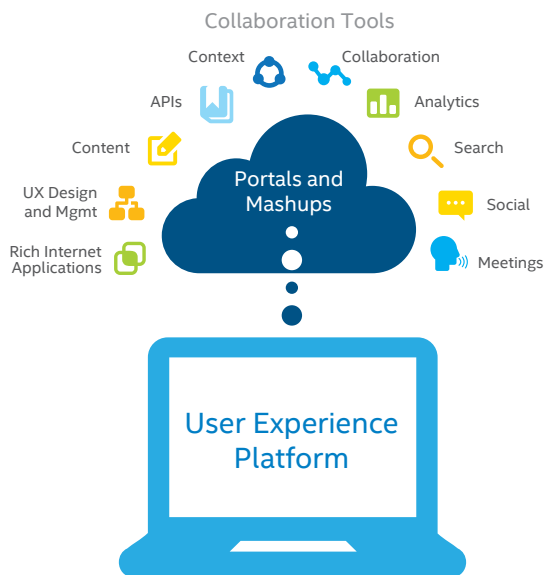 Collaboration Tools
Context
Collaboration
APIs
Analytics
Content
Search
UX Design
and Mgmt
Social
Rich Internet
Applications
Meetings
Portals and
Mashups
User Experience
Platform